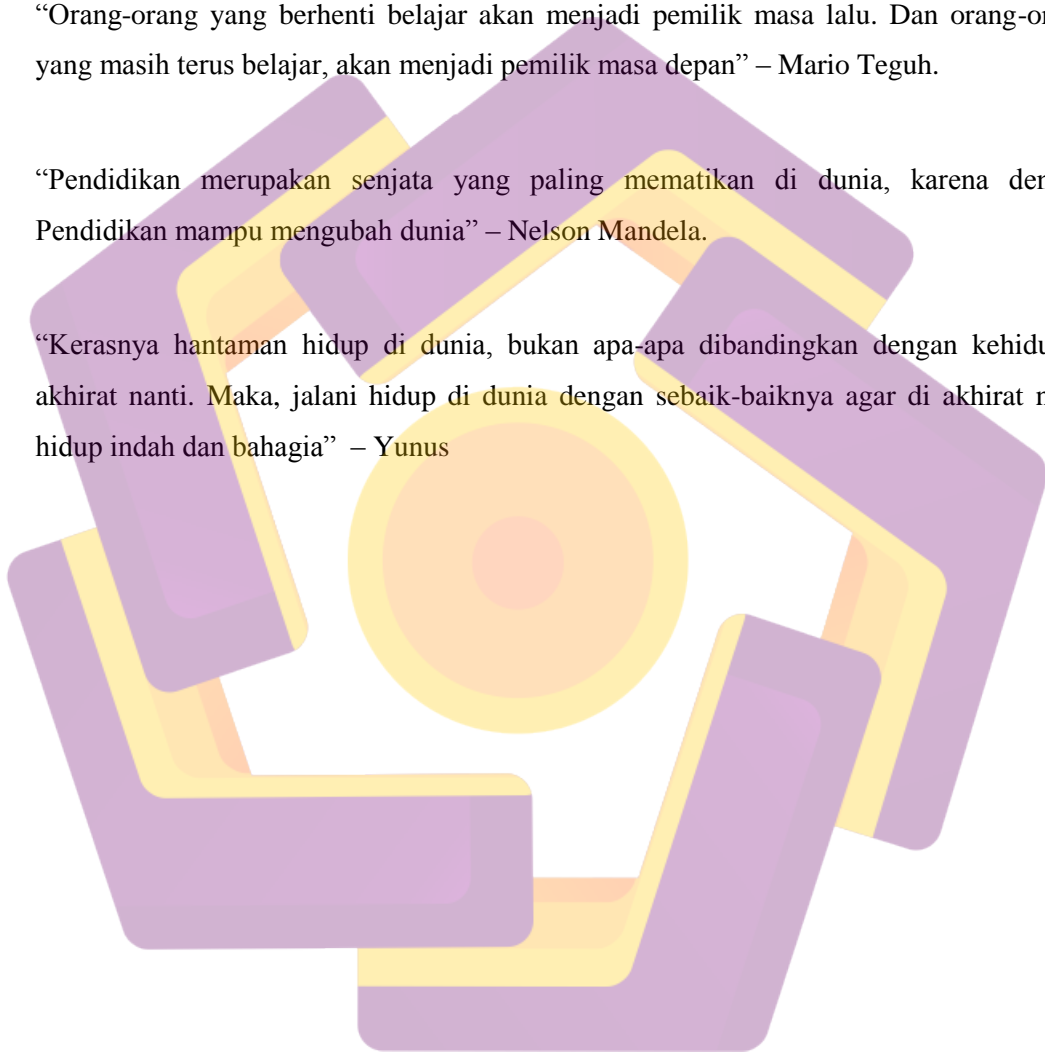 “Orang-orang yang berhenti belajar akan menjadi pemilik masa lalu. Dan orang-or
yang masih terus belajar, akan menjadi pemilik masa depan” – Mario Teguh.
“Pendidikan merupakan senjata yang paling mematikan di dunia, karena den
Pendidikan mampu mengubah dunia” – Nelson Mandela.
“Kerasnya hantaman hidup di dunia, bukan apa-apa dibandingkan dengan kehidu
akhirat nanti. Maka, jalani hidup di dunia dengan sebaik-baiknya agar di akhirat n
hidup indah dan bahagia” – Yunus